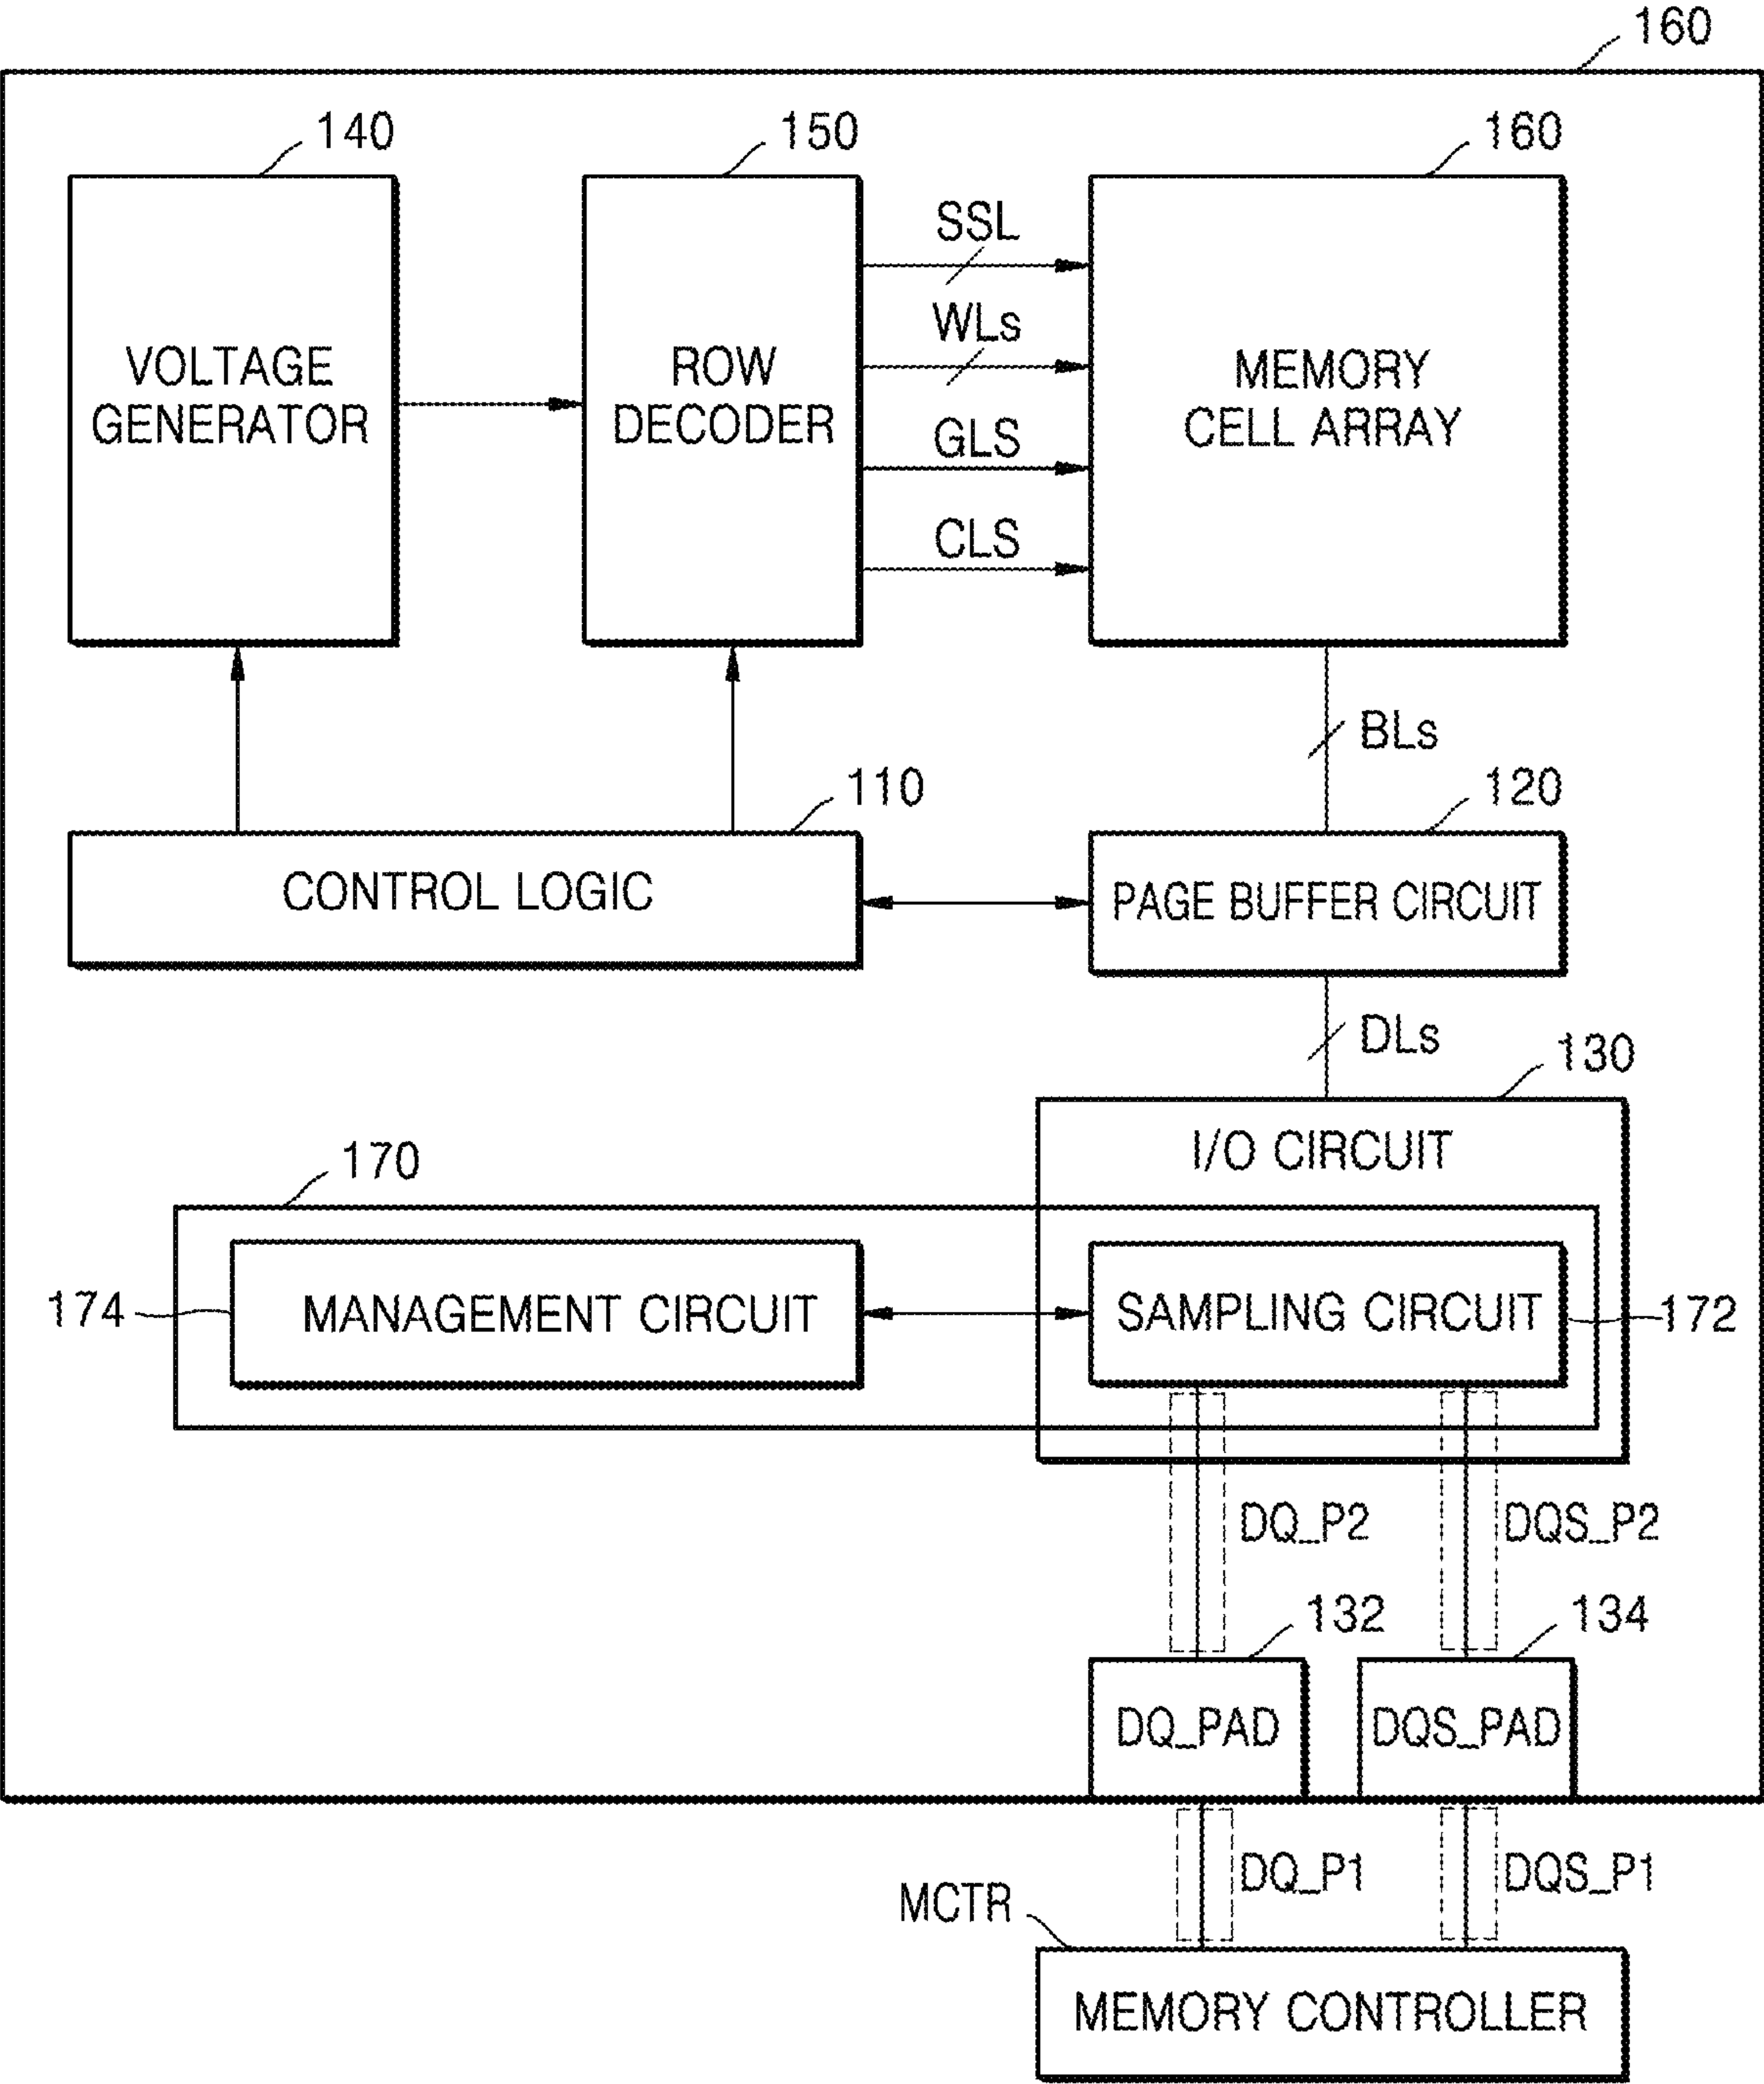 160
140
150
160
SSL
WLs
GLS
CLS
VOLTAGE
GENERATOR
ROW
DECODER
MEMORY
CELL ARRAY
BLs
110
120
CONTROL LOGIC
PAGE BUFFER CIRCUIT
DLs
130
I/O CIRCUIT
170
174
MANAGEMENT CIRCUIT
SAMPLING CIRCUIT
172
DQ_P2
DQS_P2
132
134
DQ_PAD
DQS_PAD
DQ_P1
DQS_P1
MCTR
MEMORY CONTROLLER